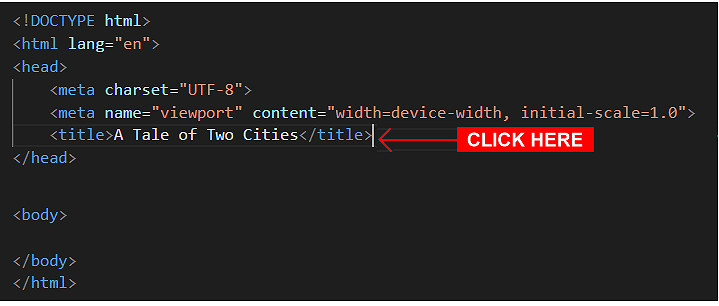 <!DOCTYPE html>
<html lang="en">
<head>
<meta charset="UTF-8">
<meta name="viewport" content="width=device-width, initial-scale=1.0">
<title>A Tale of Two Cities</title>
CLICK HERE
</head>
<body>
</body>
</html>